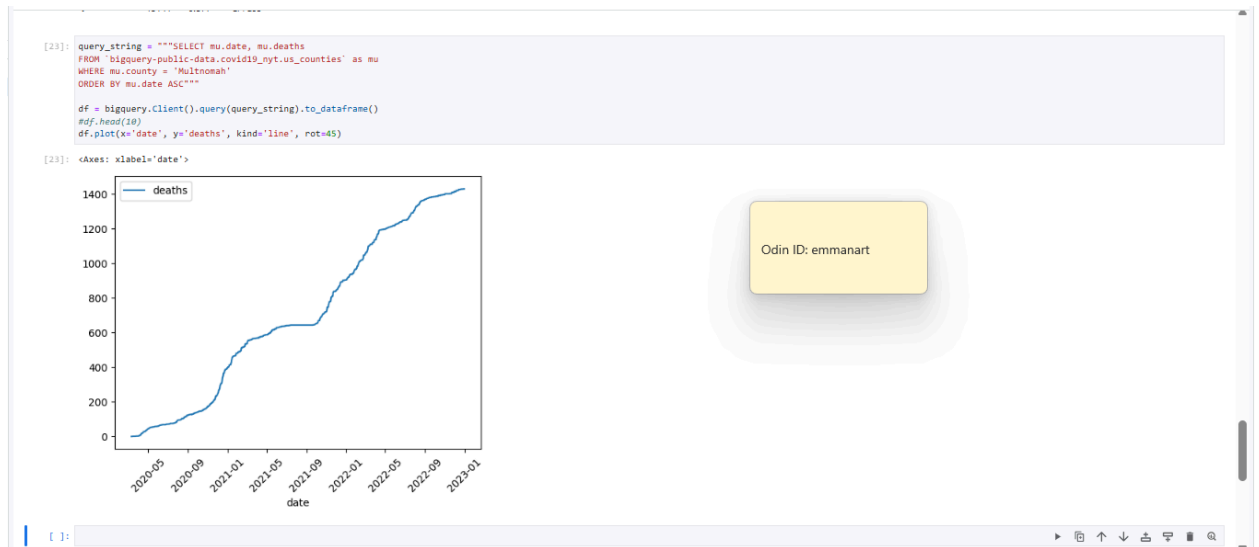 [23]: query_string = """SELECT mu.date, mu.deaths
FROM `bigquery-public-data.covid19_nyt.us_counties` as mu
WHERE mu.county = 'Multnomah'
ORDER BY mu.date ASC"""
df = bigquery.Client().query(query_string).to_dataframe()
#df.head(10)
df.plot(x='date', y='deaths', kind='line', rot=45)
[23]: <Axes: xlabel='date'>
deaths
1400
1200
1000
800
600
400
200
0
2020-05 2020-09 2021-01 2021-05 2021-09 2022-01 2022-05 2022-09 2023-01
date
Odin ID: emmanart
[ ]: